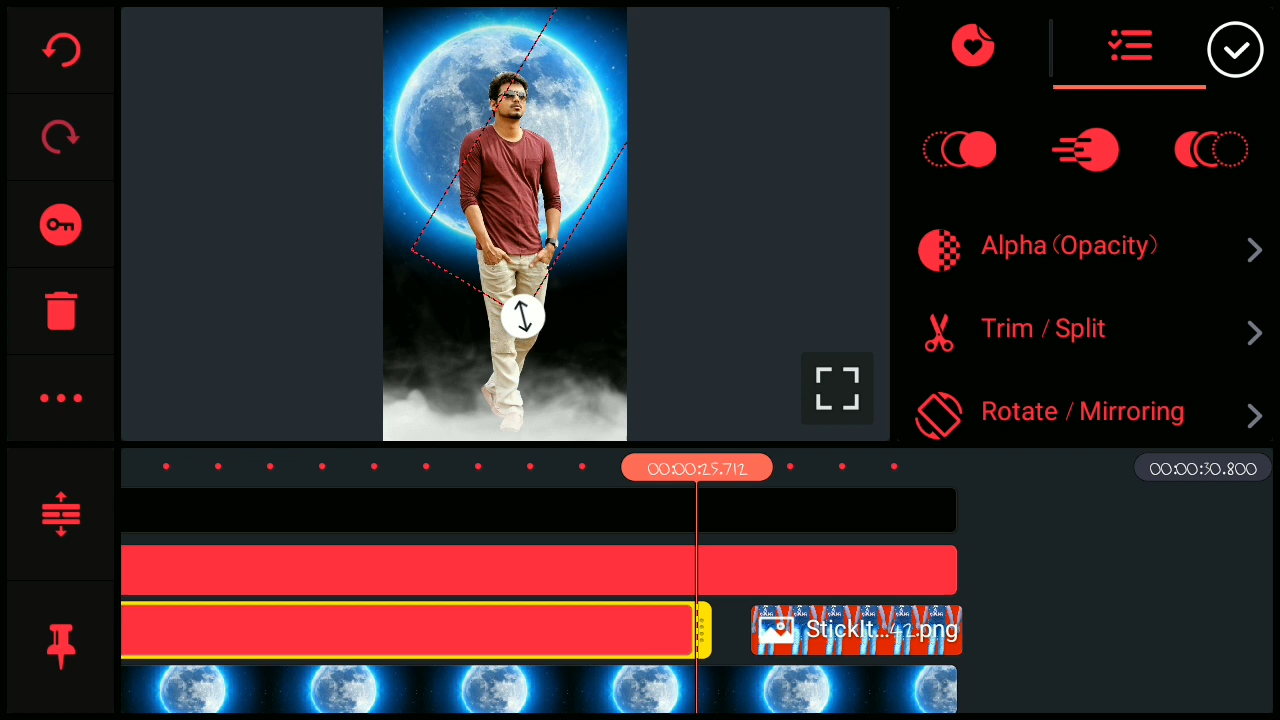 Alpha (Opacity)
Trim / Split
Rotate / Mirroring
00:00:25.712
00:00:30.800
StickIt...42.png